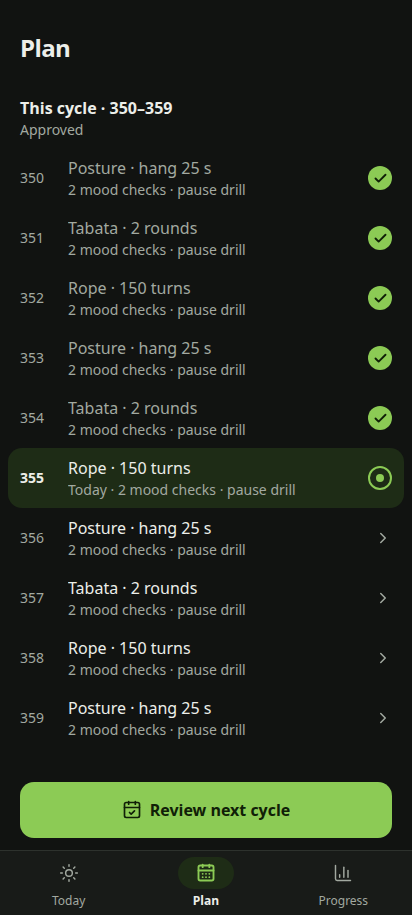 Plan
This cycle · 350–359
Approved
350
Posture · hang 25 s
2 mood checks · pause drill
351
Tabata · 2 rounds
2 mood checks · pause drill
352
Rope · 150 turns
2 mood checks · pause drill
353
Posture · hang 25 s
2 mood checks · pause drill
354
Tabata · 2 rounds
2 mood checks · pause drill
355
Rope · 150 turns
Today · 2 mood checks · pause drill
356
Posture · hang 25 s
2 mood checks · pause drill
357
Tabata · 2 rounds
2 mood checks · pause drill
358
Rope · 150 turns
2 mood checks · pause drill
359
Posture · hang 25 s
2 mood checks · pause drill
Review next cycle
Today
Plan
Progress